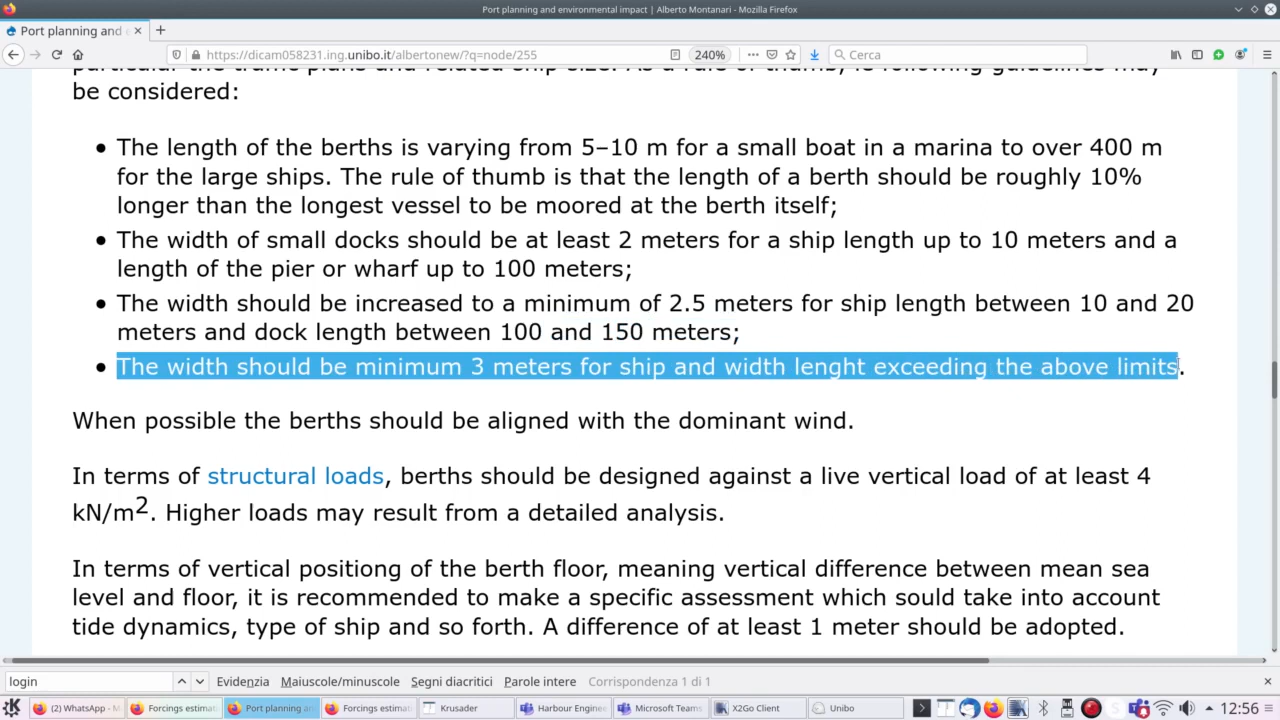 Port planning and environmental impact | Alberto Montanari - Mozilla Firefox
Port planning and e
https://dicam058231.ing.unibo.it/albertonew/?q=node/255
240%
Cerca
be considered:
The length of the berths is varying from 5–10 m for a small boat in a marina to over 400 m
for the large ships. The rule of thumb is that the length of a berth should be roughly 10%
longer than the longest vessel to be moored at the berth itself;
The width of small docks should be at least 2 meters for a ship length up to 10 meters and a
length of the pier or wharf up to 100 meters;
The width should be increased to a minimum of 2.5 meters for ship length between 10 and 20
meters and dock length between 100 and 150 meters;
The width should be minimum 3 meters for ship and width lenght exceeding the above limits.
When possible the berths should be aligned with the dominant wind.
In terms of structural loads, berths should be designed against a live vertical load of at least 4
kN/m2. Higher loads may result from a detailed analysis.
In terms of vertical positiong of the berth floor, meaning vertical difference between mean sea
level and floor, it is recommended to make a specific assessment which sould take into account
tide dynamics, type of ship and so forth. A difference of at least 1 meter should be adopted.
login
Evidenzia
Maiuscole/minuscole
Segni diacritici
Parole intere
Corrispondenza 1 di 1
(2) WhatsApp - M
Forcings estimat
Port planning an
Forcings estimat
Krusader
Harbour Enginee
Microsoft Teams
X2Go Client
Unibo
12:56